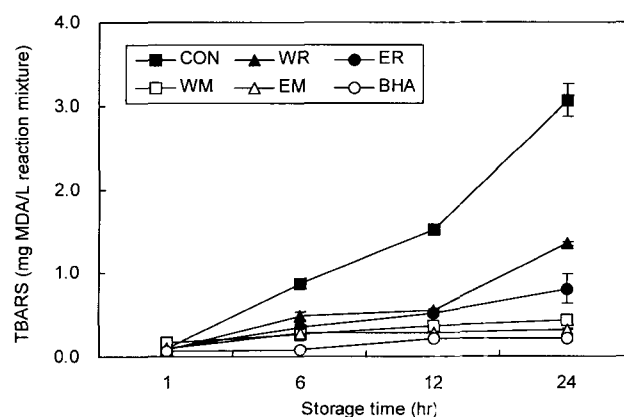 4.0
CON WR ER
WM EM BHA
3.0
2.0
1.0
0.0
TBARS (mg MDA/L reaction mixture)
1 6 12 24
Storage time (hr)